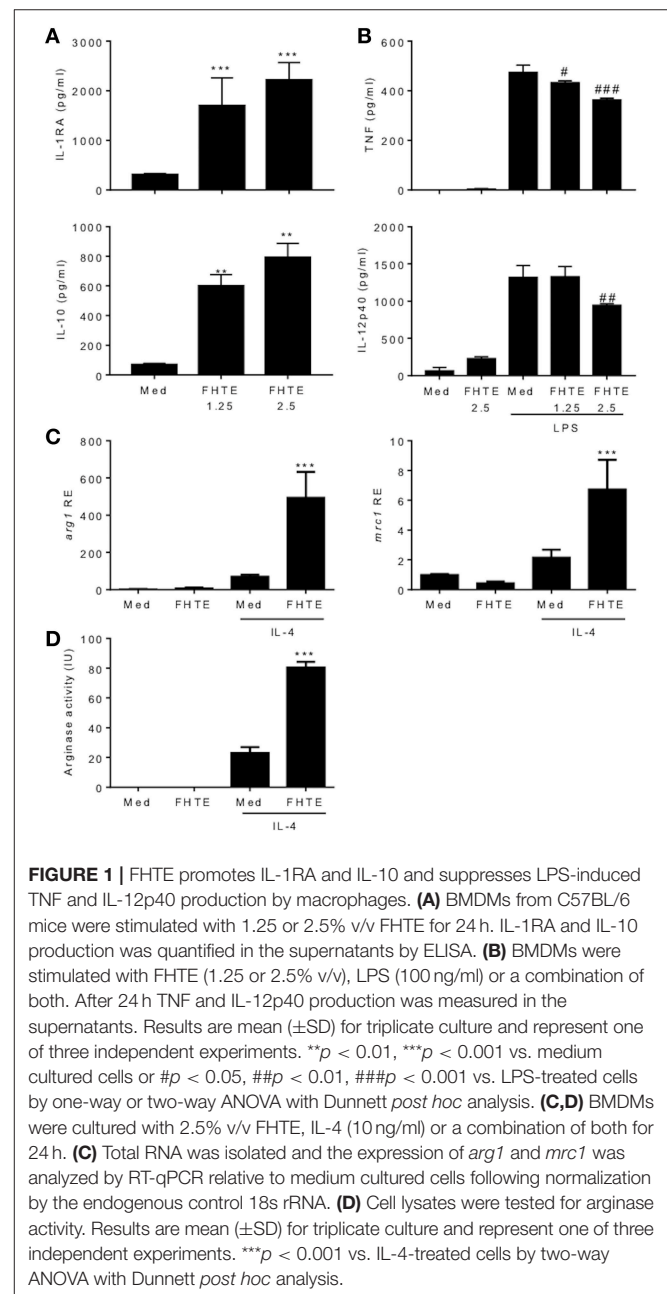 A
B
3000
2000
1000
0
IL-1RA (pg/ml)
***
***
600
400
200
0
TNF (pg/ml)
#
###
1000
800
600
400
200
0
IL-10 (pg/ml)
**
**
Med FHTE FHTE
1.25 2.5
2000
1500
1000
500
0
IL-12p40 (pg/ml)
##
Med FHTE Med FHTE FHTE
2.5 1.25 2.5
LPS
C
800
600
400
200
0
arg1 RE
***
Med FHTE Med FHTE
IL-4
10
8
6
4
2
0
mrc1 RE
***
Med FHTE Med FHTE
IL-4
D
100
80
60
40
20
0
Arginase activity (IU)
***
Med FHTE Med FHTE
IL-4
FIGURE 1 | FHTE promotes IL-1RA and IL-10 and suppresses LPS-induced
TNF and IL-12p40 production by macrophages. (A) BMDMs from C57BL/6
mice were stimulated with 1.25 or 2.5% v/v FHTE for 24 h. IL-1RA and IL-10
production was quantified in the supernatants by ELISA. (B) BMDMs were
stimulated with FHTE (1.25 or 2.5% v/v), LPS (100 ng/ml) or a combination of
both. After 24 h TNF and IL-12p40 production was measured in the
supernatants. Results are mean (±SD) for triplicate culture and represent one
of three independent experiments. **p < 0.01, ***p < 0.001 vs. medium
cultured cells or #p < 0.05, ##p < 0.01, ###p < 0.001 vs. LPS-treated cells
by one-way or two-way ANOVA with Dunnett post hoc analysis. (C,D) BMDMs
were cultured with 2.5% v/v FHTE, IL-4 (10 ng/ml) or a combination of both for
24 h. (C) Total RNA was isolated and the expression of arg1 and mrc1 was
analyzed by RT-qPCR relative to medium cultured cells following normalization
by the endogenous control 18s rRNA. (D) Cell lysates were tested for arginase
activity. Results are mean (±SD) for triplicate culture and represent one of three
independent experiments. ***p < 0.001 vs. IL-4-treated cells by two-way
ANOVA with Dunnett post hoc analysis.